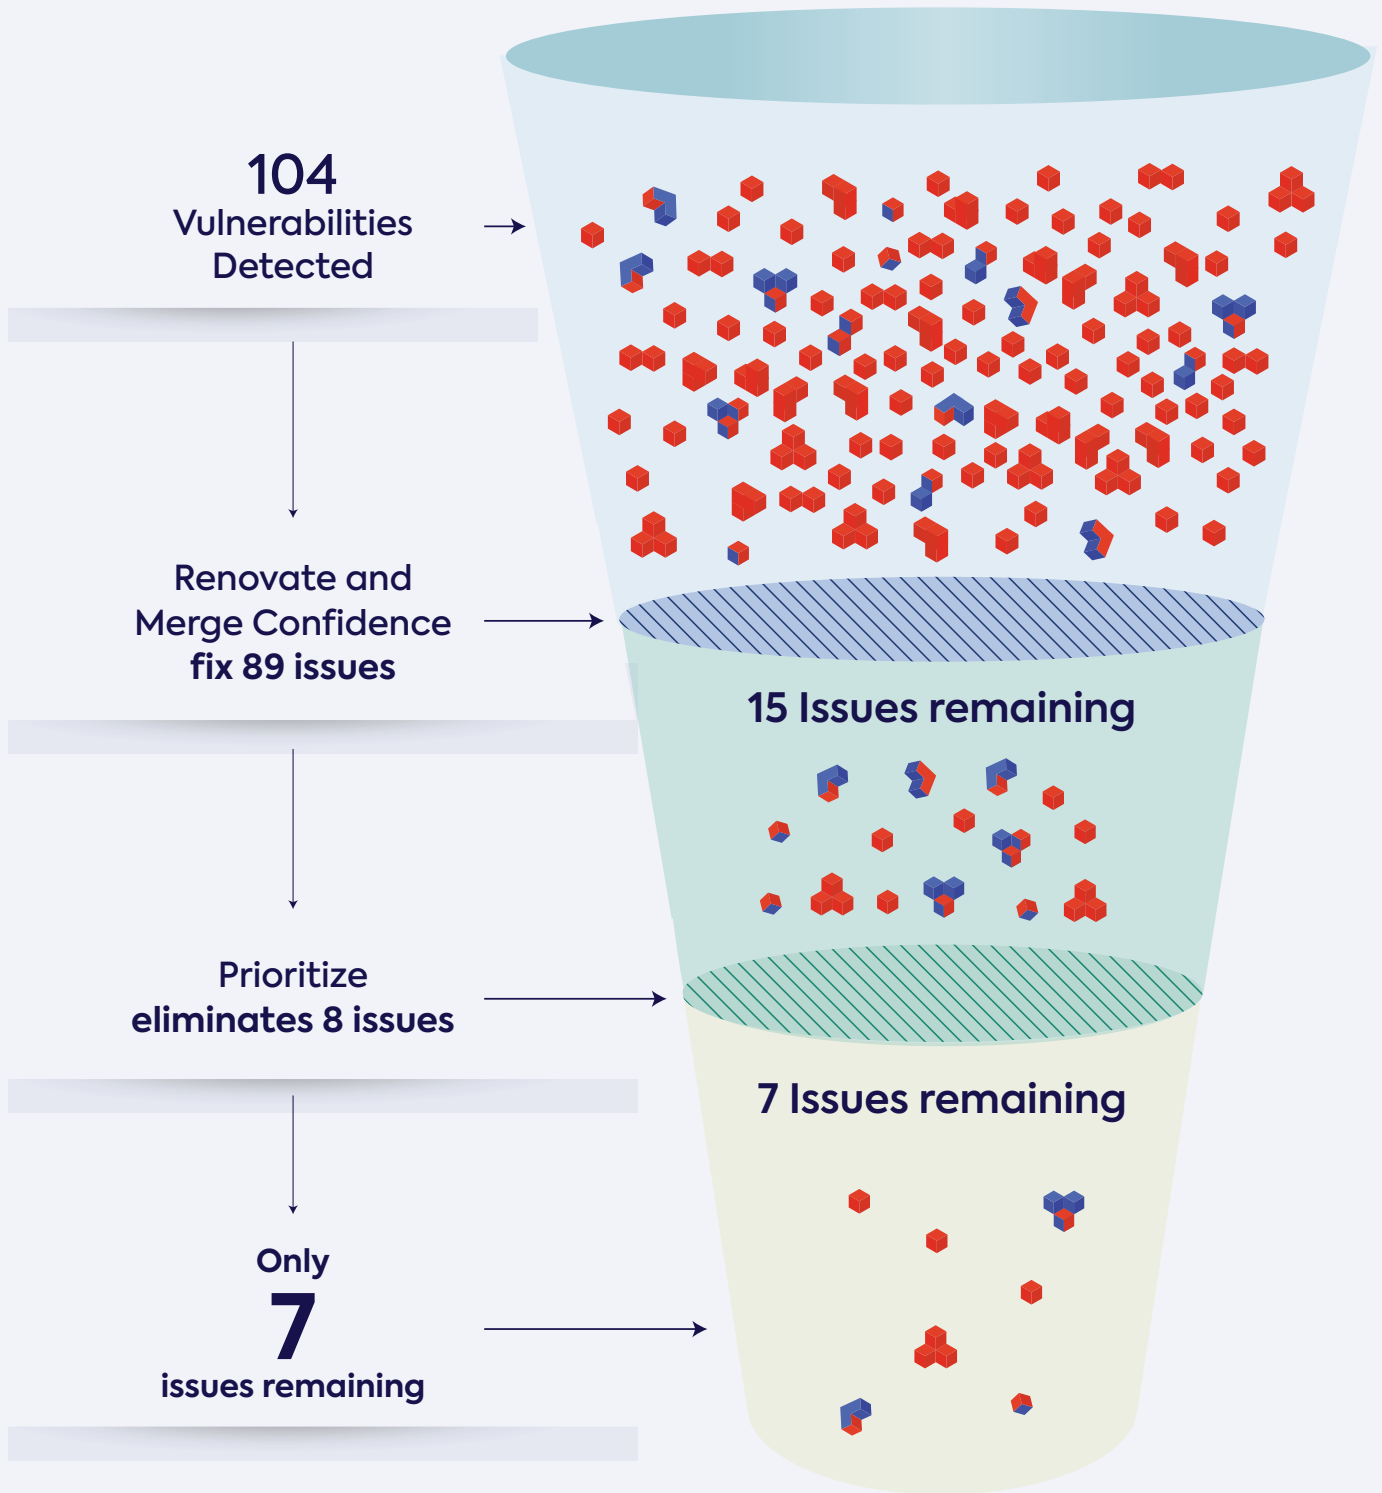 104
Vulnerabilities
Detected
Renovate and
Merge Confidence
fix 89 issues
15 Issues remaining
Prioritize
eliminates 8 issues
7 Issues remaining
Only
7
issues remaining